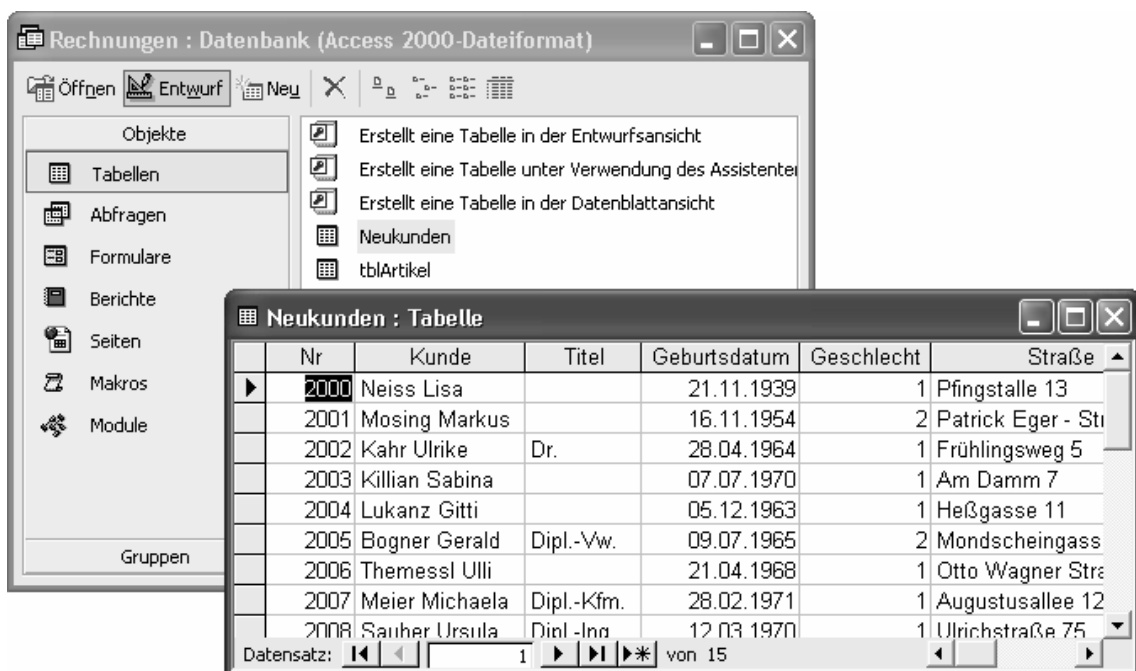 Rechnungen : Datenbank (Access 2000-Dateiformat)
Öffnen Entwurf Neu
Objekte
Tabellen
Abfragen
Formulare
Berichte
Seiten
Makros
Module
Gruppen
Erstellt eine Tabelle in der Entwurfsansicht
Erstellt eine Tabelle unter Verwendung des Assistenten
Erstellt eine Tabelle in der Datenblattansicht
Neukunden
tblArtikel
Neukunden : Tabelle
Nr Kunde Titel Geburtsdatum Geschlecht Straße
2000 Neiss Lisa 21.11.1939 1 Pfingstalle 13
2001 Mosing Markus 16.11.1954 2 Patrick Eger - Str
2002 Kahr Ulrike Dr. 28.04.1964 1 Frühlingsweg 5
2003 Killian Sabina 07.07.1970 1 Am Damm 7
2004 Lukanz Gitti 05.12.1963 1 Heßgasse 11
2005 Bogner Gerald Dipl.-Vw. 09.07.1965 2 Mondscheingass
2006 Themessl Ulli 21.04.1968 1 Otto Wagner Stra
2007 Meier Michaela Dipl.-Kfm. 28.02.1971 1 Augustusallee 12
2008 Sauber Ursula Dipl.-Ing. 12.03.1970 1 Ulrichstraße 75
Datensatz: 1 von 15